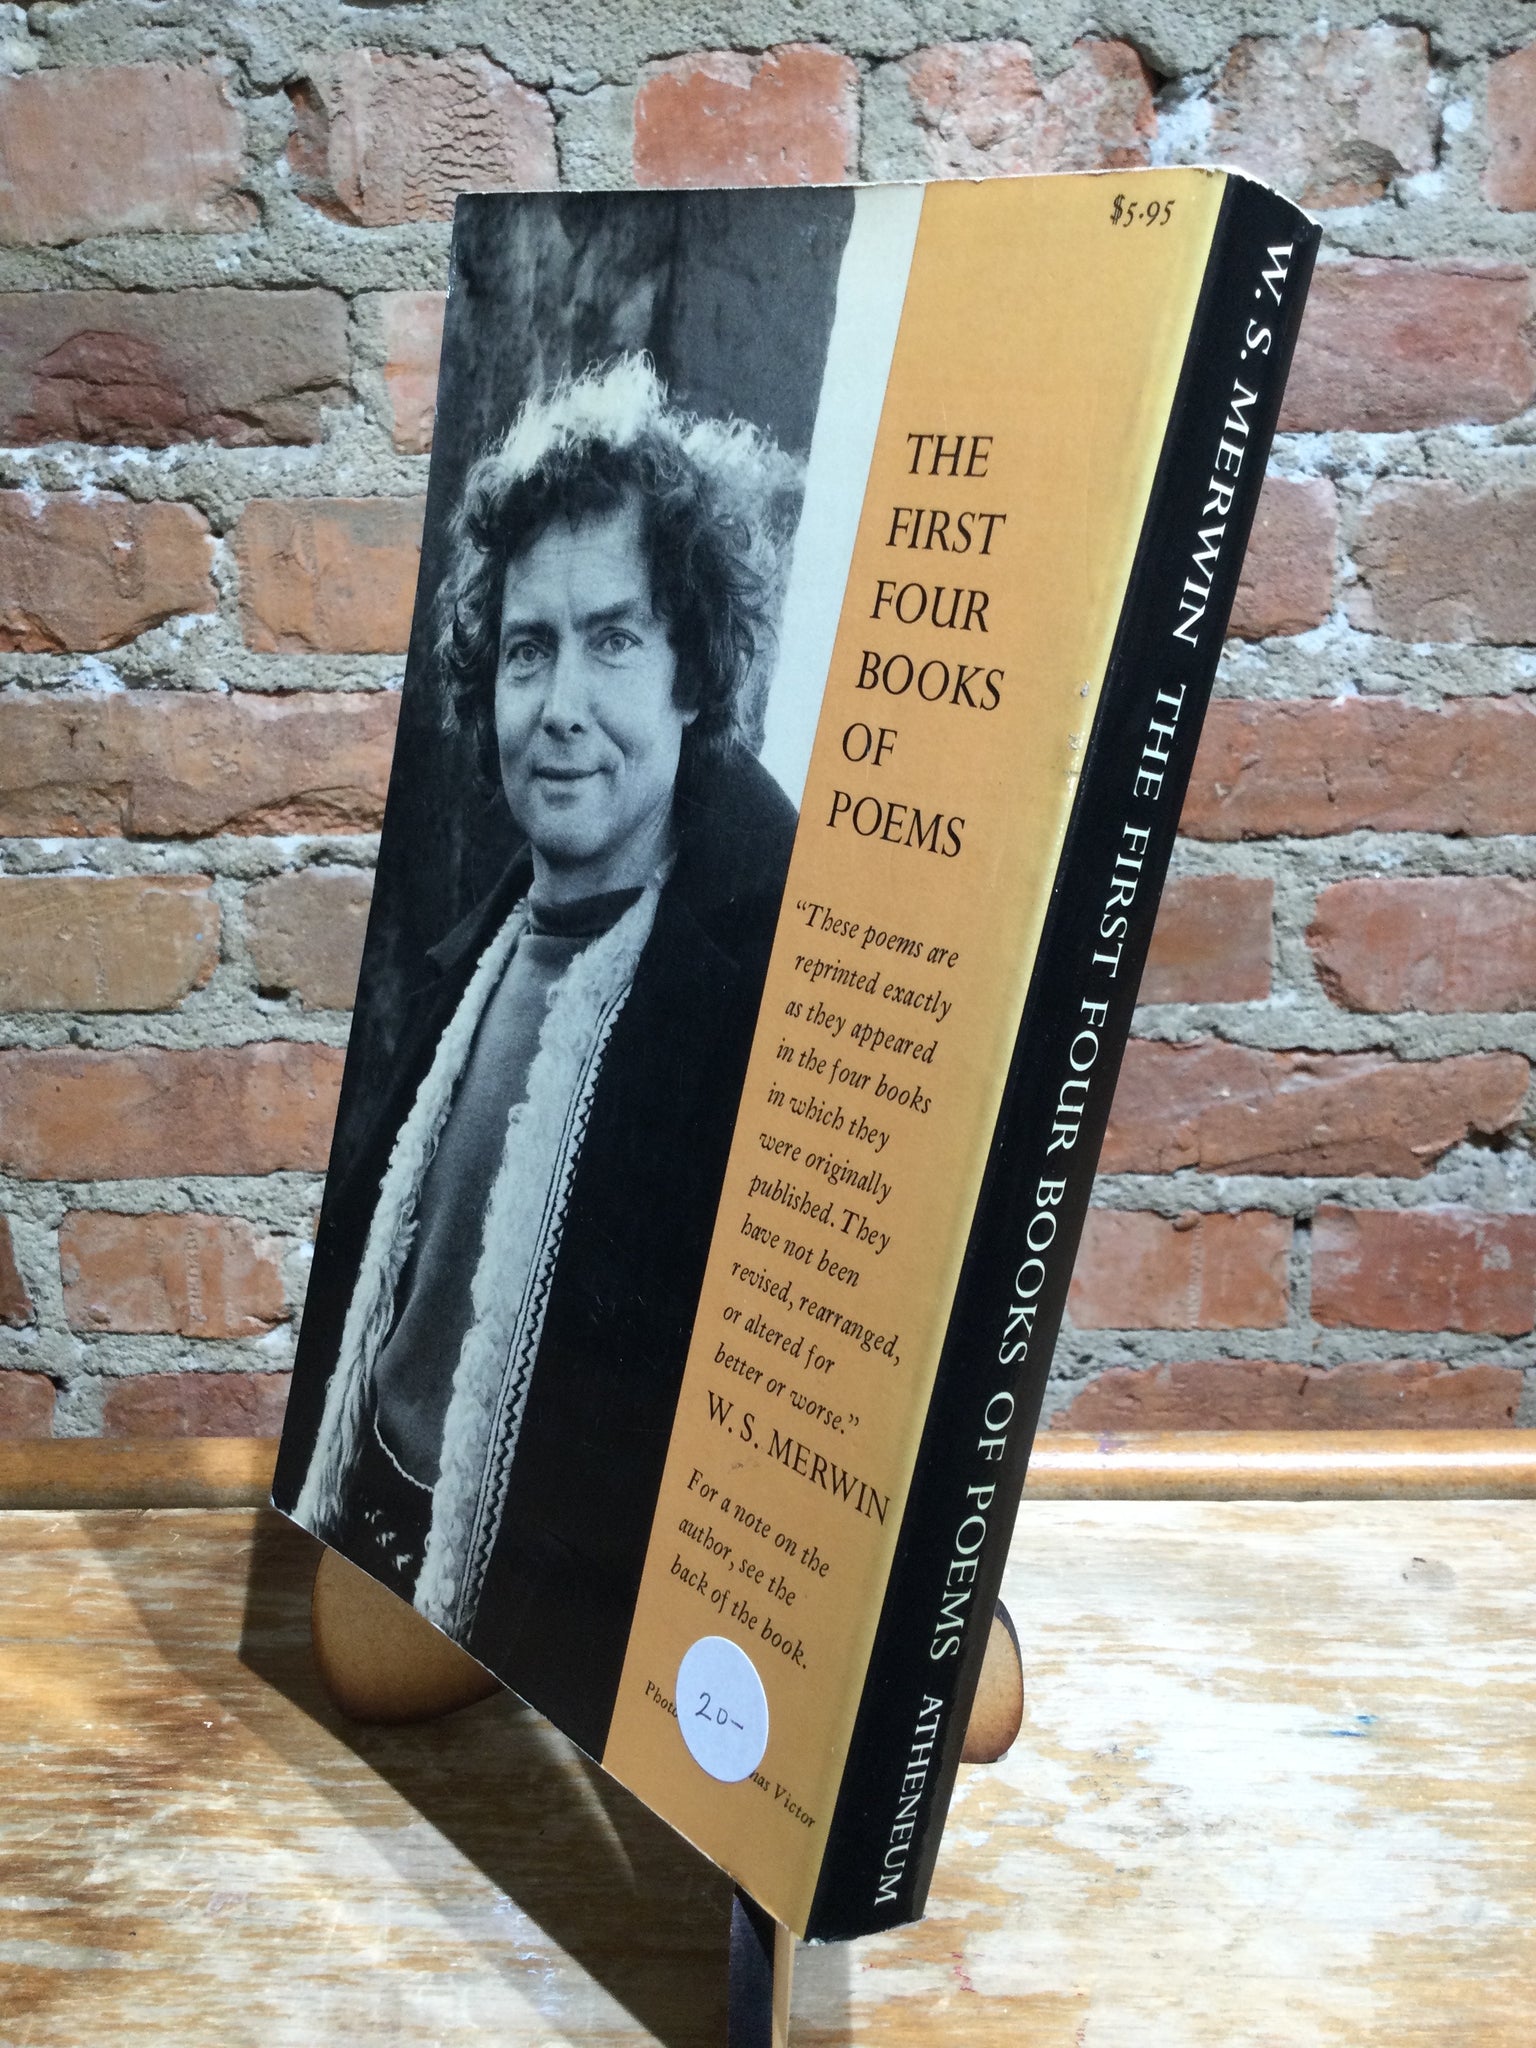 $5.95
THE
FIRST
FOUR
BOOKS
OF
POEMS
“These poems are
reprinted exactly
as they appeared
in the four books
in which they
were originally
published. They
have not been
revised, rearranged,
or altered for
better or worse.”
W. S. MERWIN
For a note on the
author, see the
back of the book.
Victor
20–
W. S. MERWIN THE FIRST FOUR BOOKS OF POEMS ATHENEUM